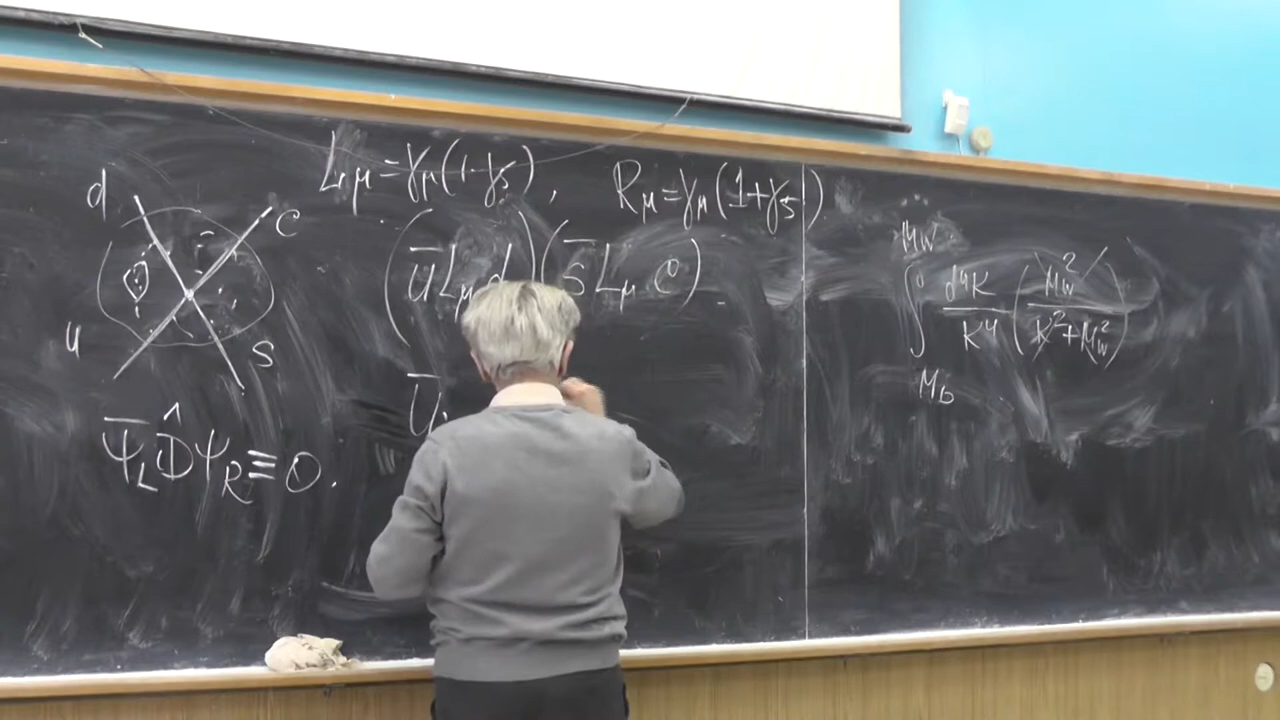 L_μ = γ_μ(1-γ_5), R_μ = γ_μ(1+γ_5).
d c
u s
(ū L_μ d)(s̄ L_μ c)
ū
Ψ̄_L D̂ Ψ_R ≡ 0.
∫_{M_b}^{M_W} d⁴K/K⁴ (M_W²/(K²+M_W²))